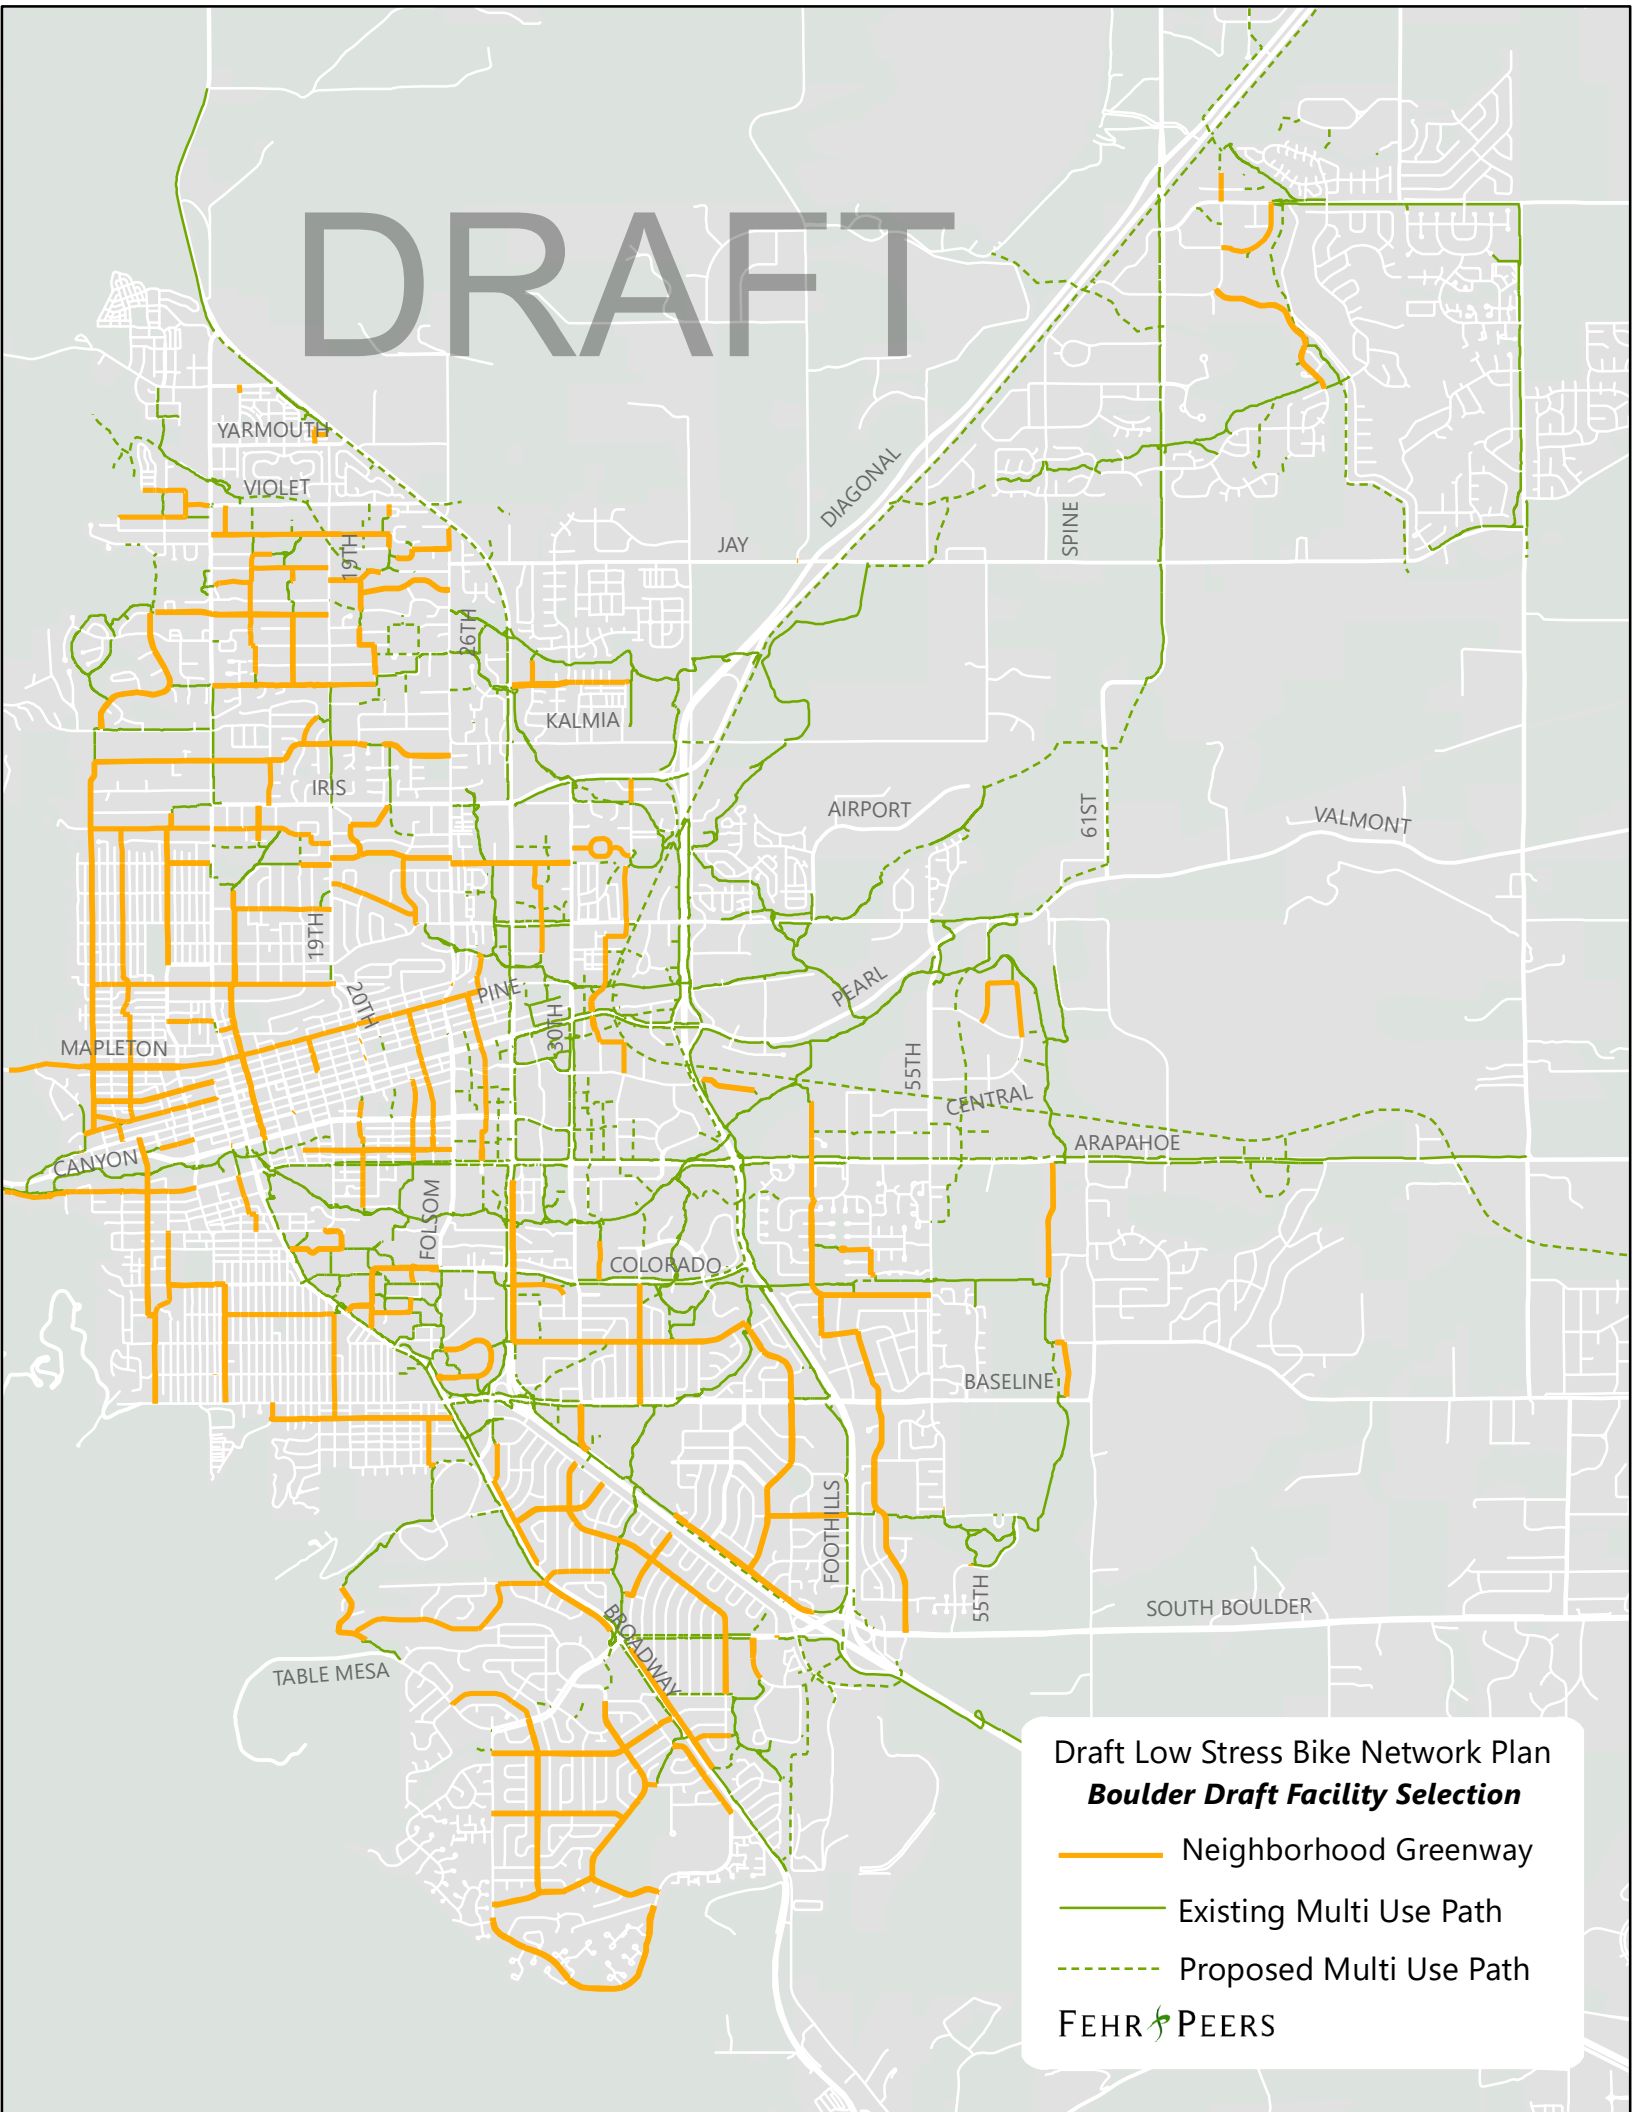 DRAFT
YARMOUTH
VIOLET
DIAGONAL
19TH
JAY
SPINE
26TH
KALMIA
IRIS
AIRPORT
61ST
VALMONT
19TH
20TH
PINE
PEARL
30TH
MAPLETON
55TH
CENTRAL
CANYON
ARAPAHOE
FOLSOM
COLORADO
BASELINE
FOOTHILLS
55TH
SOUTH BOULDER
BROADWAY
TABLE MESA
Draft Low Stress Bike Network Plan
Boulder Draft Facility Selection
Neighborhood Greenway
Existing Multi Use Path
Proposed Multi Use Path
FEHR PEERS